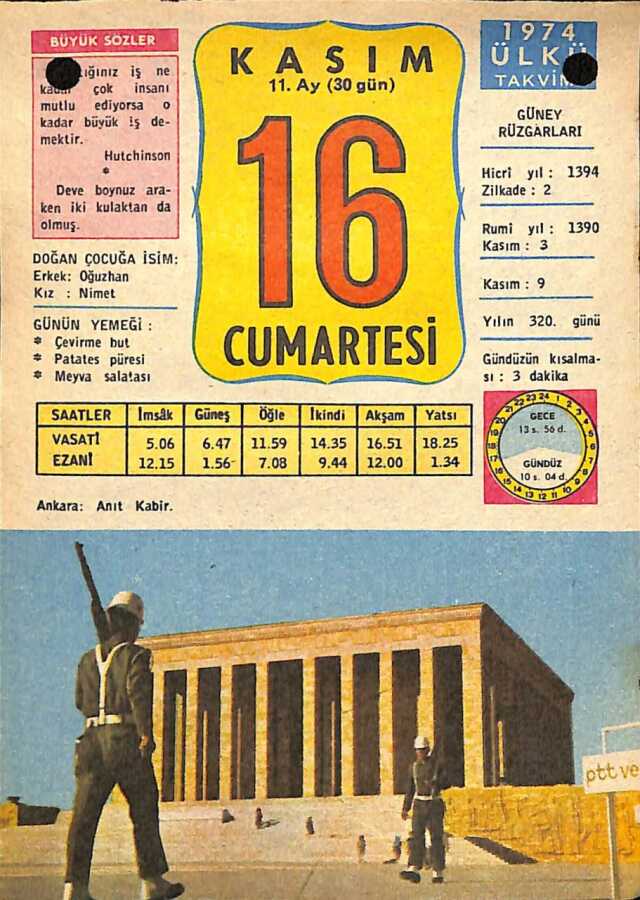 BÜYÜK SÖZLER
iş ne
çok insanı
mutlu ediyorsa o
kadar büyük iş de-
mektir.
Hutchinson
*
Deve boynuz ara-
ken iki kulaktan da
olmuş.
DOĞAN ÇOCUĞA İSİM:
Erkek: Oğuzhan
Kız : Nimet
GÜNÜN YEMEĞİ :
* Çevirme but
* Patates püresi
* Meyva salatası
KASIM
11. Ay (30 gün)
16
CUMARTESİ
1974
ÜLKÜ
TAKVİMİ
GÜNEY
RÜZGARLARI
Hicri yıl : 1394
Zilkade : 2
Rumi yıl : 1390
Kasım : 3
Kasım : 9
Yılın 320. günü
Gündüzün kısalma-
sı : 3 dakika
SAATLER İmsâk Güneş Öğle İkindi Akşam Yatsı
VASATİ 5.06 6.47 11.59 14.35 16.51 18.25
EZANİ 12.15 1.56 7.08 9.44 12.00 1.34
GECE
13 s. 56 d.
GÜNDÜZ
10 s. 04 d.
Ankara: Anıt Kabir.
ptt ve